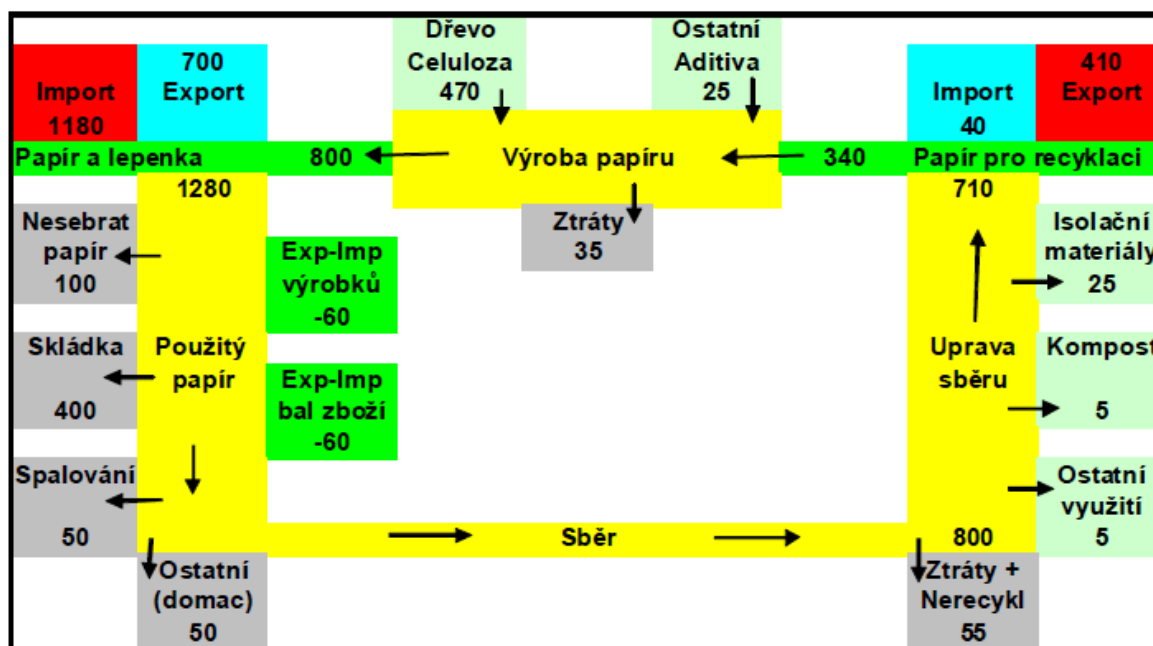 Dřevo
Celuloza
470
Ostatní
Aditiva
25
Import
1180
700
Export
Import
40
410
Export
Papír a lepenka
800
Výroba papíru
340
Papír pro recyklaci
1280
710
Nesebrat
papír
100
Exp-Imp
výrobků
-60
Ztráty
35
Isolační
materiály
25
Skládka
400
Použitý
papír
Exp-Imp
bal zboží
-60
Uprava
sběru
Kompost
5
Spalování
50
Sběr
800
Ostatní
využití
5
Ostatní
(domac)
50
Ztráty +
Nerecykl
55